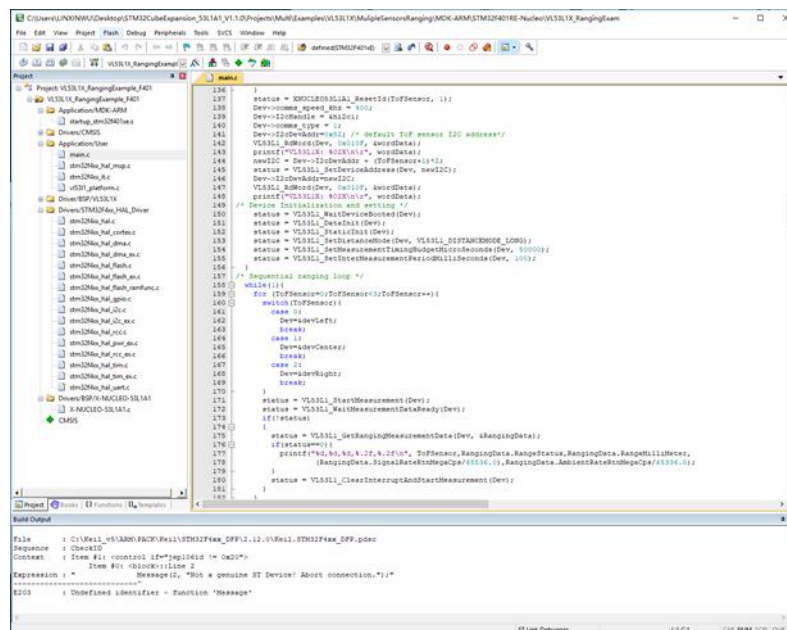 C:\Users\LINXINWU\Desktop\STM32CubeExpansion_53L1A1_V1.1.0\Projects\Multi\Examples\VL53L1X\MulipleSensorsRanging\MDK-ARM\STM32F401RE-Nucleo\VL53L1X_RangingExam
File Edit View Project Flash Debug Peripherals Tools SVCS Window Help
defined(STM32F401xE)
VL53L1X_RangingExampl
Project
main.c
Project: VL53L1X_RangingExample_F401
VL53L1X_RangingExample_F401
Application/MDK-ARM
startup_stm32f401xe.s
Drivers/CMSIS
Application/User
main.c
stm32f4xx_hal_msp.c
stm32f4xx_it.c
vl53l1_platform.c
Driver/BSP/VL53L1X
Drivers/STM32F4xx_HAL_Driver
stm32f4xx_hal.c
stm32f4xx_hal_cortex.c
stm32f4xx_hal_dma.c
stm32f4xx_hal_dma_ex.c
stm32f4xx_hal_flash.c
stm32f4xx_hal_flash_ex.c
stm32f4xx_hal_flash_ramfunc.c
stm32f4xx_hal_gpio.c
stm32f4xx_hal_i2c.c
stm32f4xx_hal_i2c_ex.c
stm32f4xx_hal_rcc.c
stm32f4xx_hal_pwr_ex.c
stm32f4xx_hal_rcc_ex.c
stm32f4xx_hal_tim.c
stm32f4xx_hal_tim_ex.c
stm32f4xx_hal_uart.c
Drivers/BSP/X-NUCLEO-53L1A1
X-NUCLEO-53L1A1.c
CMSIS
136 }
137 status = XNUCLEO53L1A1_ResetId(ToFSensor, 1);
138 Dev->comms_speed_khz = 400;
139 Dev->I2cHandle = &hi2c1;
140 Dev->comms_type = 1;
141 Dev->I2cDevAddr=0x52; /* default ToF sensor I2C address*/
142 VL53L1_RdWord(Dev, 0x010F, &wordData);
143 printf("VL53L1X: %02X\n\r", wordData);
144 newI2C = Dev->I2cDevAddr + (ToFSensor+1)*2;
145 status = VL53L1_SetDeviceAddress(Dev, newI2C);
146 Dev->I2cDevAddr=newI2C;
147 VL53L1_RdWord(Dev, 0x010F, &wordData);
148 printf("VL53L1X: %02X\n\r", wordData);
149 /* Device Initialization and setting */
150 status = VL53L1_WaitDeviceBooted(Dev);
151 status = VL53L1_DataInit(Dev);
152 status = VL53L1_StaticInit(Dev);
153 status = VL53L1_SetDistanceMode(Dev, VL53L1_DISTANCEMODE_LONG);
154 status = VL53L1_SetMeasurementTimingBudgetMicroSeconds(Dev, 50000);
155 status = VL53L1_SetInterMeasurementPeriodMilliSeconds(Dev, 100);
156 }
157 /* Sequential ranging loop */
158 while(1){
159 for (ToFSensor=0;ToFSensor<3;ToFSensor++){
160 switch(ToFSensor){
161 case 0:
162 Dev=&devLeft;
163 break;
164 case 1:
165 Dev=&devCenter;
166 break;
167 case 2:
168 Dev=&devRight;
169 break;
170 }
171 status = VL53L1_StartMeasurement(Dev);
172 status = VL53L1_WaitMeasurementDataReady(Dev);
173 if(!status)
174 {
175 status = VL53L1_GetRangingMeasurementData(Dev, &RangingData);
176 if(status==0){
177 printf("%d,%d,%d,%.2f,%.2f\n", ToFSensor,RangingData.RangeStatus,RangingData.RangeMilliMeter,
178 (RangingData.SignalRateRtnMegaCps/65536.0),RangingData.AmbientRateRtnMegaCps/65336.0);
179 }
180 status = VL53L1_ClearInterruptAndStartMeasurement(Dev);
181 }
182 }
Project Books {} Functions Templates
Build Output
File : C:\Keil_v5\ARM\PACK\Keil\STM32F4xx_DFP\2.12.0\Keil.STM32F4xx_DFP.pdsc
Sequence : CheckID
Context : Item #1: <control if="jep106id != 0x20">
Item #0: <block>::Line 2
Expression : " Message(2, "Not a genuine ST Device! Abort connection.");"
E203 : Undefined identifier - Function 'Message'